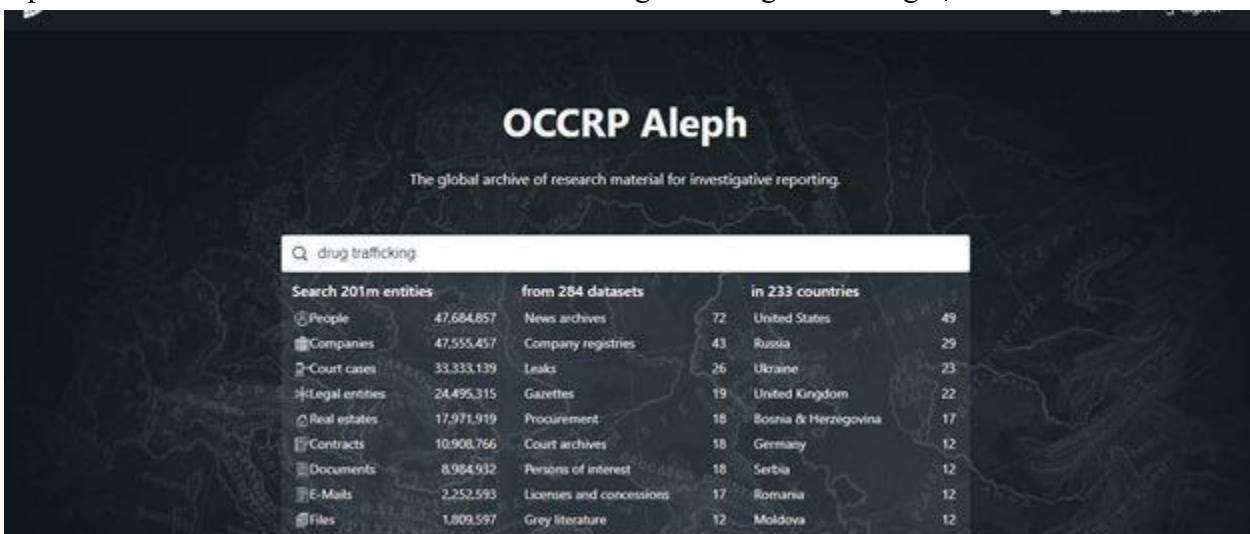 OCCRP Aleph
The global archive of research material for investigative reporting.
drug trafficking
Search 201m entities from 284 datasets in 233 countries
People 47,684,857 News archives 72 United States 49
Companies 47,555,457 Company registries 43 Russia 29
Court cases 33,333,139 Leaks 26 Ukraine 23
Legal entities 24,495,315 Gazettes 19 United Kingdom 22
Real estates 17,971,919 Procurement 18 Bosnia & Herzegovina 17
Contracts 10,908,766 Court archives 18 Germany 12
Documents 8,984,932 Persons of interest 18 Serbia 12
E-Mails 2,252,593 Licenses and concessions 17 Romania 12
Files 1,809,597 Grey literature 12 Moldova 12